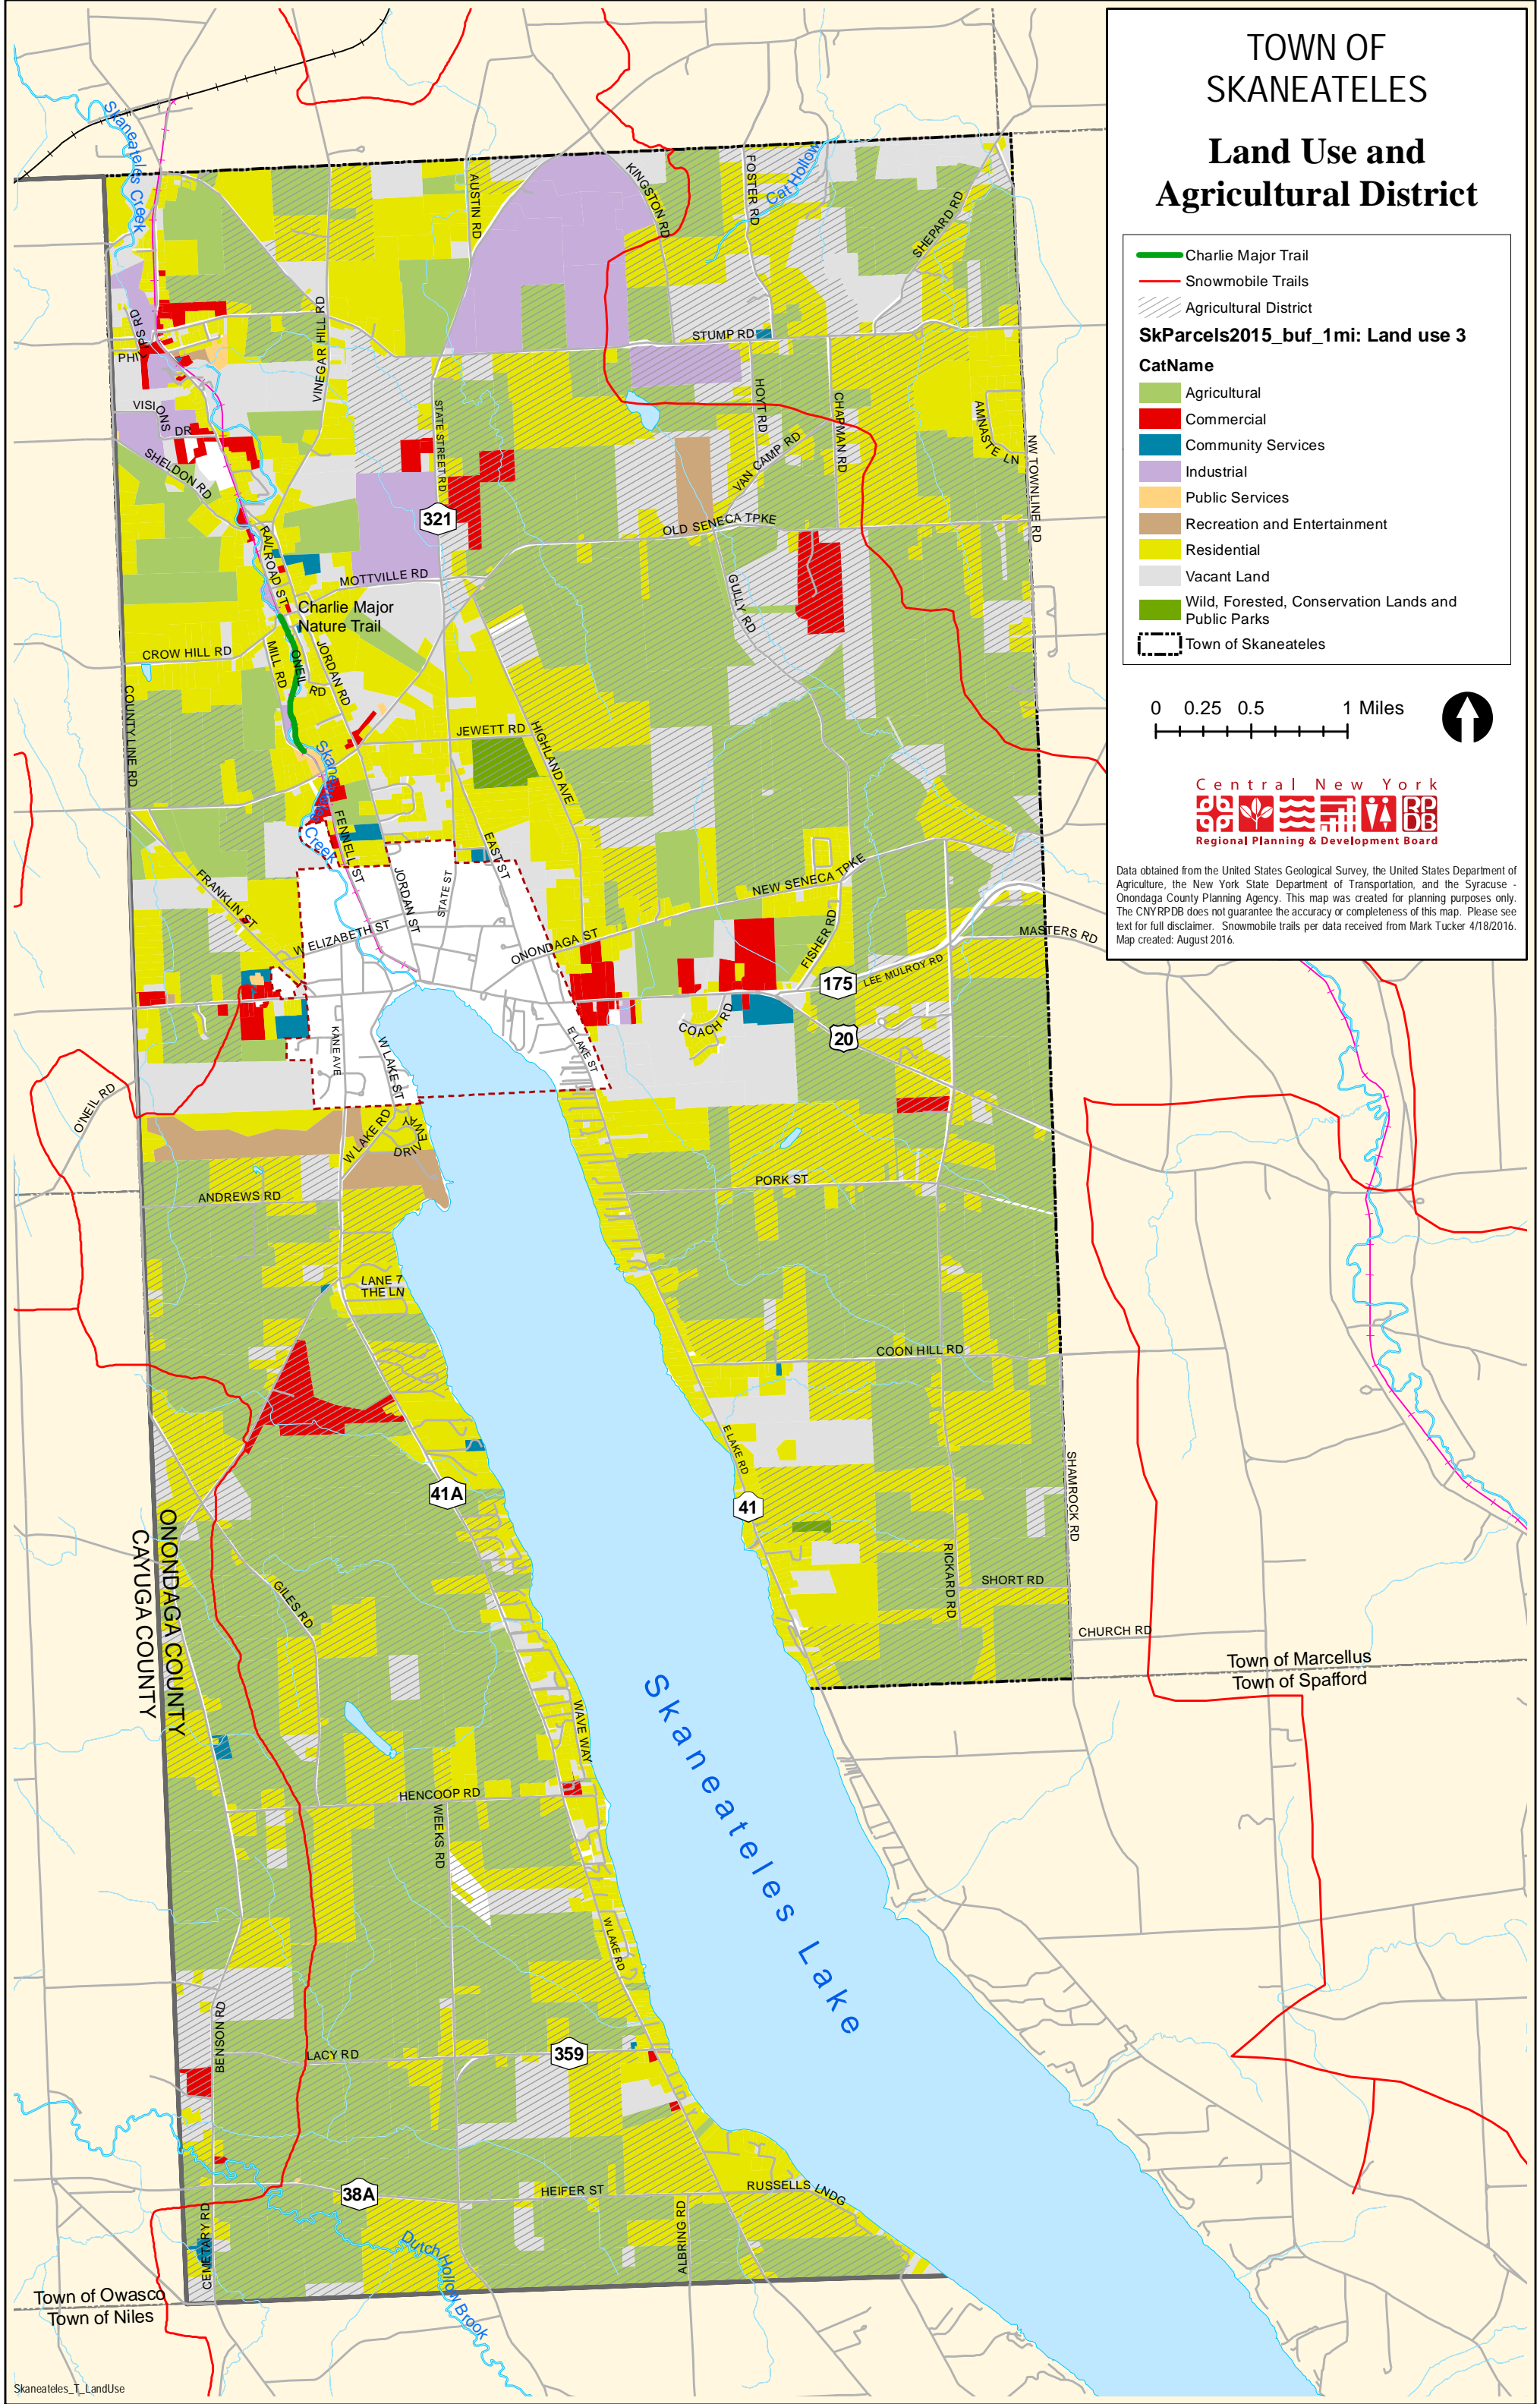 TOWN OF
SKANEATELES
Land Use and
Agricultural District
Charlie Major Trail
Snowmobile Trails
Agricultural District
SkParcels2015_buf_1mi: Land use 3
CatName
Agricultural
Commercial
Community Services
Industrial
Public Services
Recreation and Entertainment
Residential
Vacant Land
Wild, Forested, Conservation Lands and
Public Parks
Town of Skaneateles
0 0.25 0.5 1 Miles
Central New York
RP
DB
Regional Planning & Development Board
Data obtained from the United States Geological Survey, the United States Department of
Agriculture, the New York State Department of Transportation, and the Syracuse -
Onondaga County Planning Agency. This map was created for planning purposes only.
The CNYRPDB does not guarantee the accuracy or completeness of this map. Please see
text for full disclaimer. Snowmobile trails per data received from Mark Tucker 4/18/2016.
Map created: August 2016.
Skaneateles Creek
AUSTIN RD
KINGSTON RD
FOSTER RD
Cat Hollow
SHEPARD RD
VINEGAR HILL RD
PHILLIPS RD
STUMP RD
VISIONS DR
STATE STREET RD
HOYT RD
CHAPMAN RD
AMNASTE LN
NW TOWNLINE RD
SHELDON RD
VAN CAMP RD
321
OLD SENECA TPKE
RAILROAD ST
MOTTVILLE RD
GULLY RD
Charlie Major
Nature Trail
CROW HILL RD
MILL RD
ONEIL RD
JORDAN RD
COUNTY LINE RD
JEWETT RD
HIGHLAND AVE
Skaneateles Creek
FENNELL ST
EAST ST
FRANKLIN ST
JORDAN ST
STATE ST
NEW SENECA TPKE
W ELIZABETH ST
ONONDAGA ST
FISHER RD
MASTERS RD
175
LEE MULROY RD
COACH RD
20
KANE AVE
W LAKE ST
E LAKE ST
O'NEIL RD
W LAKE RD
EWAY DRIV
ANDREWS RD
PORK ST
LANE 7
THE LN
COON HILL RD
E LAKE RD
41A
41
SHAMROCK RD
ONONDAGA COUNTY
CAYUGA COUNTY
GILES RD
RICKARD RD
SHORT RD
CHURCH RD
Town of Marcellus
Town of Spafford
Skaneateles Lake
WAVE WAY
HENCOOP RD
WEEKS RD
W LAKE RD
BENSON RD
LACY RD
359
38A
HEIFER ST
RUSSELLS LNDG
CEMETARY RD
ALBRING RD
Dutch Hollow Brook
Town of Owasco
Town of Niles
Skaneateles_T_LandUse